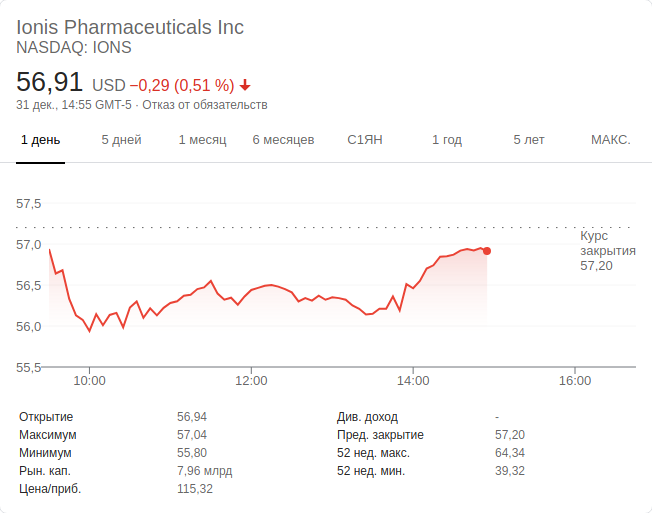 Ionis Pharmaceuticals Inc
NASDAQ: IONS
56,91 USD −0,29 (0,51 %)
31 дек., 14:55 GMT-5 · Отказ от обязательств
1 день 5 дней 1 месяц 6 месяцев С1ЯН 1 год 5 лет МАКС.
57,5
Курс
57,0
закрытия
57,20
56,5
56,0
55,5
10:00 12:00 14:00 16:00
Открытие 56,94 Див. доход -
Максимум 57,04 Пред. закрытие 57,20
Минимум 55,80 52 нед. макс. 64,34
Рын. кап. 7,96 млрд 52 нед. мин. 39,32
Цена/приб. 115,32